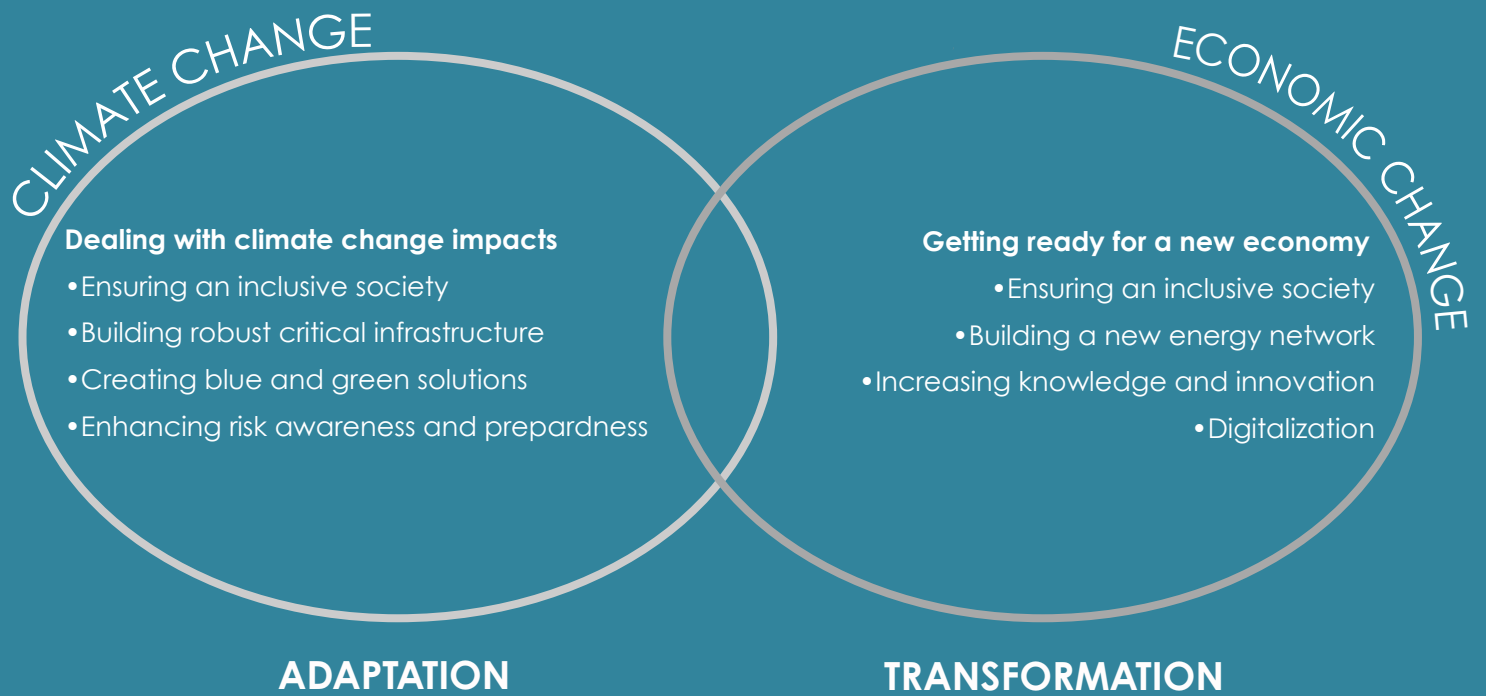 CLIMATE CHANGE
Dealing with climate change impacts
•Ensuring an inclusive society
•Building robust critical infrastructure
•Creating blue and green solutions
•Enhancing risk awareness and prepardness
ADAPTATION
ECONOMIC CHANGE
Getting ready for a new economy
•Ensuring an inclusive society
•Building a new energy network
•Increasing knowledge and innovation
•Digitalization
TRANSFORMATION